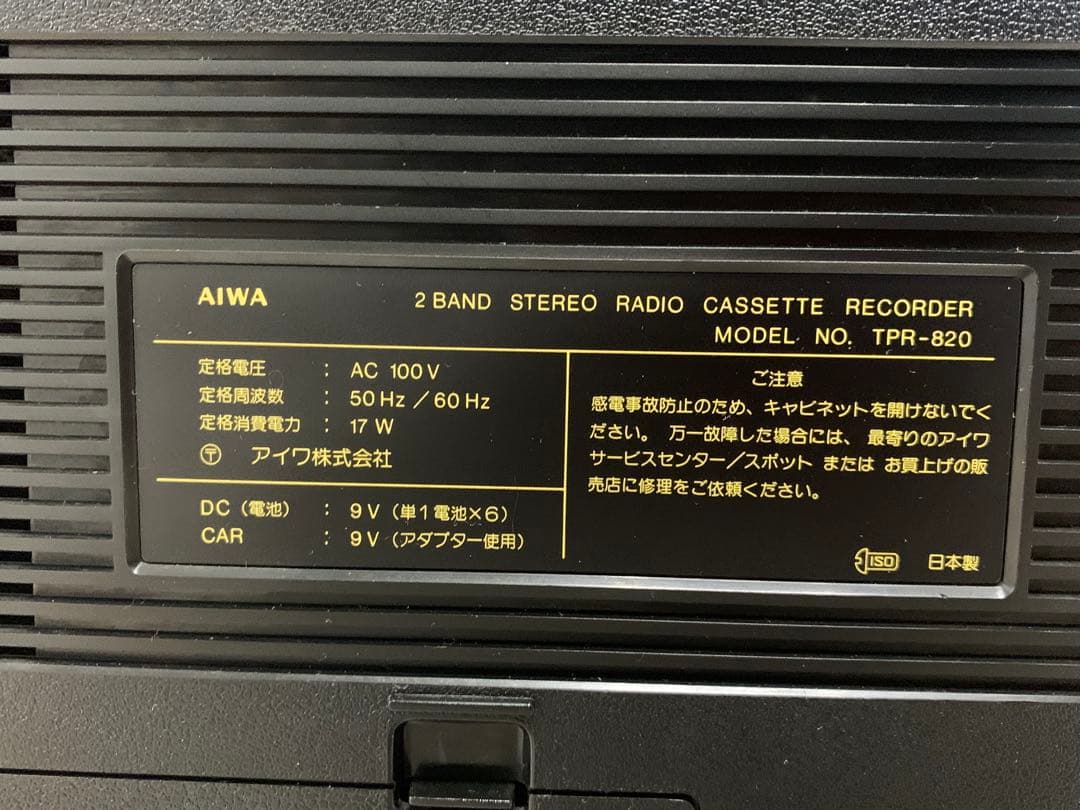 AIWA
2 BAND STEREO RADIO CASSETTE RECORDER
MODEL NO. TPR-820
定格電圧 : AC 100V
定格周波数 : 50Hz/60Hz
定格消費電力 : 17W
〶 アイワ株式会社
DC(電池) : 9V(単1電池×6)
CAR : 9V(アダプター使用)
ご注意
感電事故防止のため、キャビネットを開けないでく
ださい。万一故障した場合には、最寄りのアイワ
サービスセンター/スポット または お買上げの販
売店に修理をご依頼ください。
ISO 日本製